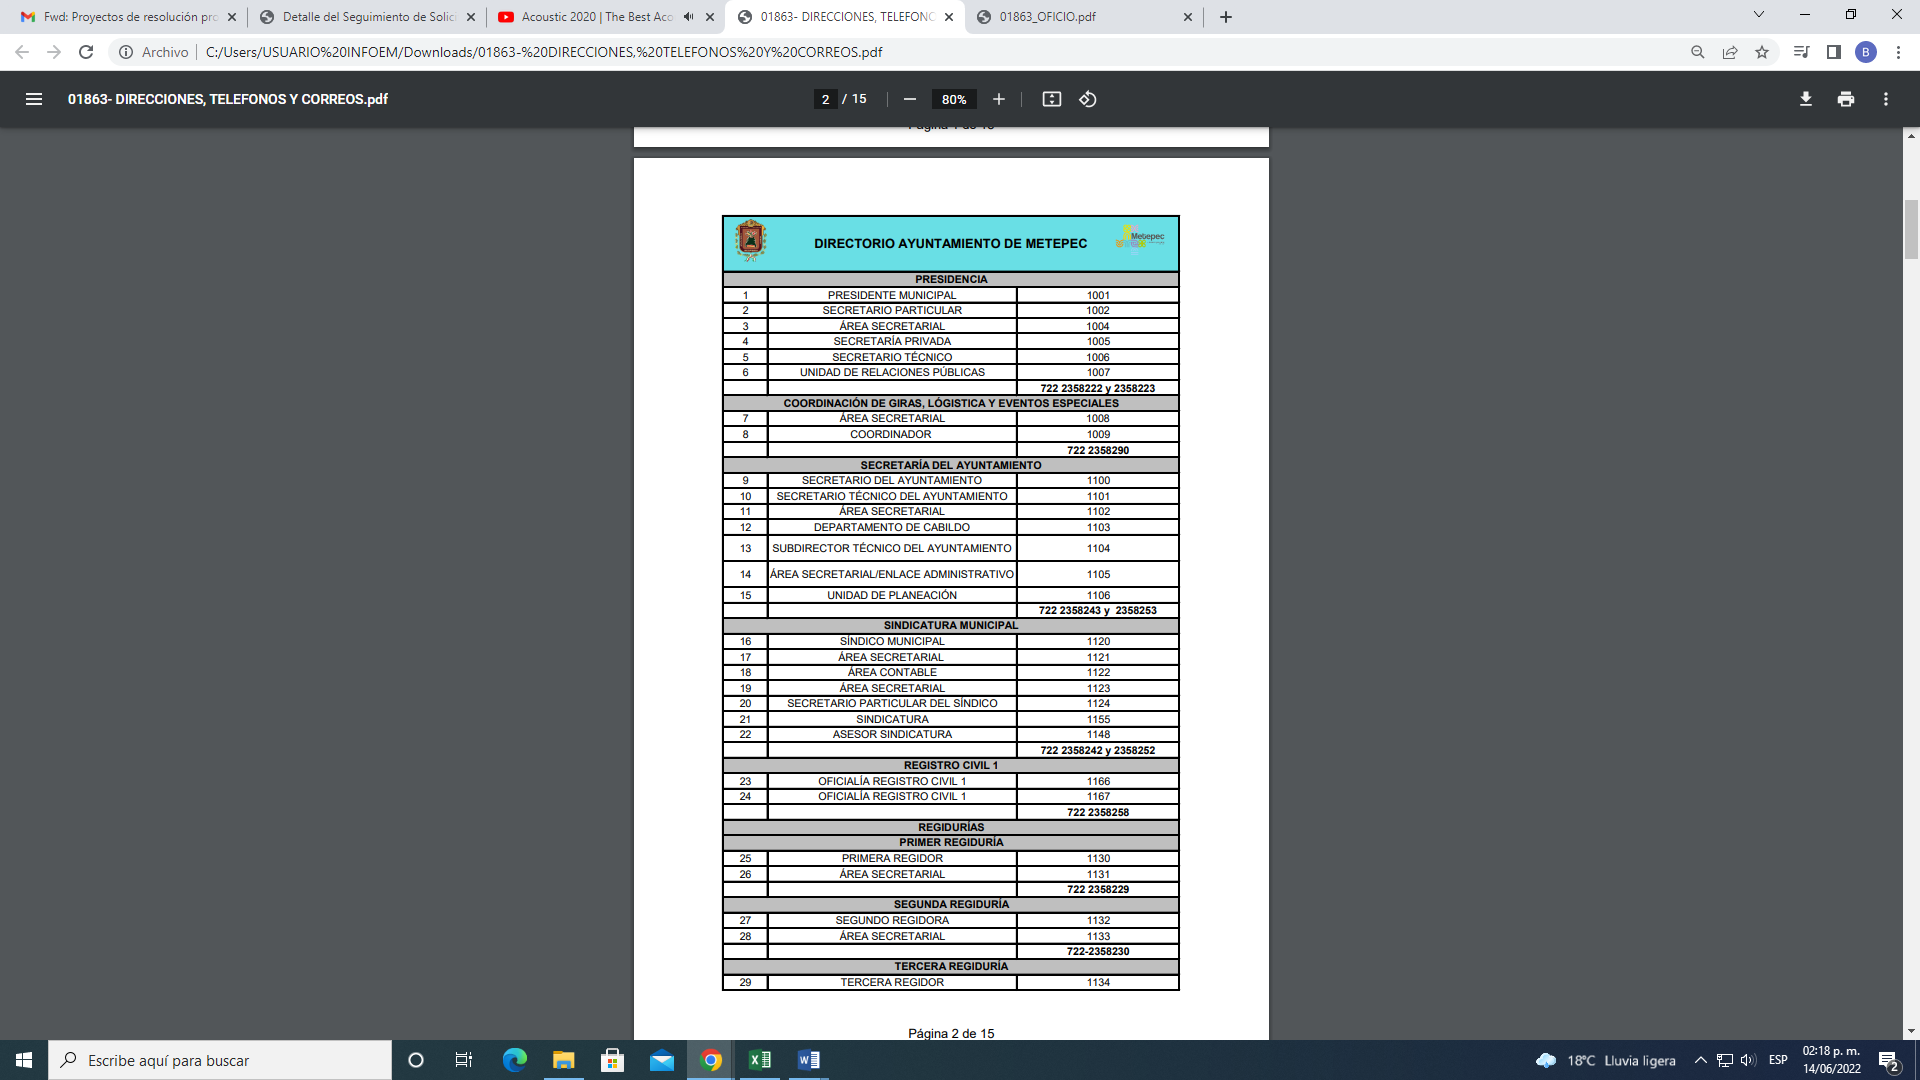 Fwd: Proyectos de resolución pro
Detalle del Seguimiento de Solici
Acoustic 2020 | The Best Aco
01863- DIRECCIONES, TELEFONO
01863_OFICIO.pdf
Archivo
C:/Users/USUARIO%20INFOEM/Downloads/01863-%20DIRECCIONES,%20TELEFONOS%20Y%20CORREOS.pdf
B
01863- DIRECCIONES, TELEFONOS Y CORREOS.pdf
2 / 15
80%
DIRECTORIO AYUNTAMIENTO DE METEPEC
Metepec
PRESIDENCIA
1 PRESIDENTE MUNICIPAL 1001
2 SECRETARIO PARTICULAR 1002
3 ÁREA SECRETARIAL 1004
4 SECRETARÍA PRIVADA 1005
5 SECRETARIO TÉCNICO 1006
6 UNIDAD DE RELACIONES PÚBLICAS 1007
722 2358222 y 2358223
COORDINACIÓN DE GIRAS, LÓGISTICA Y EVENTOS ESPECIALES
7 ÁREA SECRETARIAL 1008
8 COORDINADOR 1009
722 2358290
SECRETARÍA DEL AYUNTAMIENTO
9 SECRETARIO DEL AYUNTAMIENTO 1100
10 SECRETARIO TÉCNICO DEL AYUNTAMIENTO 1101
11 ÁREA SECRETARIAL 1102
12 DEPARTAMENTO DE CABILDO 1103
13 SUBDIRECTOR TÉCNICO DEL AYUNTAMIENTO 1104
14 ÁREA SECRETARIAL/ENLACE ADMINISTRATIVO 1105
15 UNIDAD DE PLANEACIÓN 1106
722 2358243 y 2358253
SINDICATURA MUNICIPAL
16 SÍNDICO MUNICIPAL 1120
17 ÁREA SECRETARIAL 1121
18 ÁREA CONTABLE 1122
19 ÁREA SECRETARIAL 1123
20 SECRETARIO PARTICULAR DEL SÍNDICO 1124
21 SINDICATURA 1155
22 ASESOR SINDICATURA 1148
722 2358242 y 2358252
REGISTRO CIVIL 1
23 OFICIALÍA REGISTRO CIVIL 1 1166
24 OFICIALÍA REGISTRO CIVIL 1 1167
722 2358258
REGIDURÍAS
PRIMER REGIDURÍA
25 PRIMERA REGIDOR 1130
26 ÁREA SECRETARIAL 1131
722 2358229
SEGUNDA REGIDURÍA
27 SEGUNDO REGIDORA 1132
28 ÁREA SECRETARIAL 1133
722-2358230
TERCERA REGIDURÍA
29 TERCERA REGIDOR 1134
Página 2 de 15
Escribe aquí para buscar
18°C Lluvia ligera
ESP
02:18 p. m.
14/06/2022
2